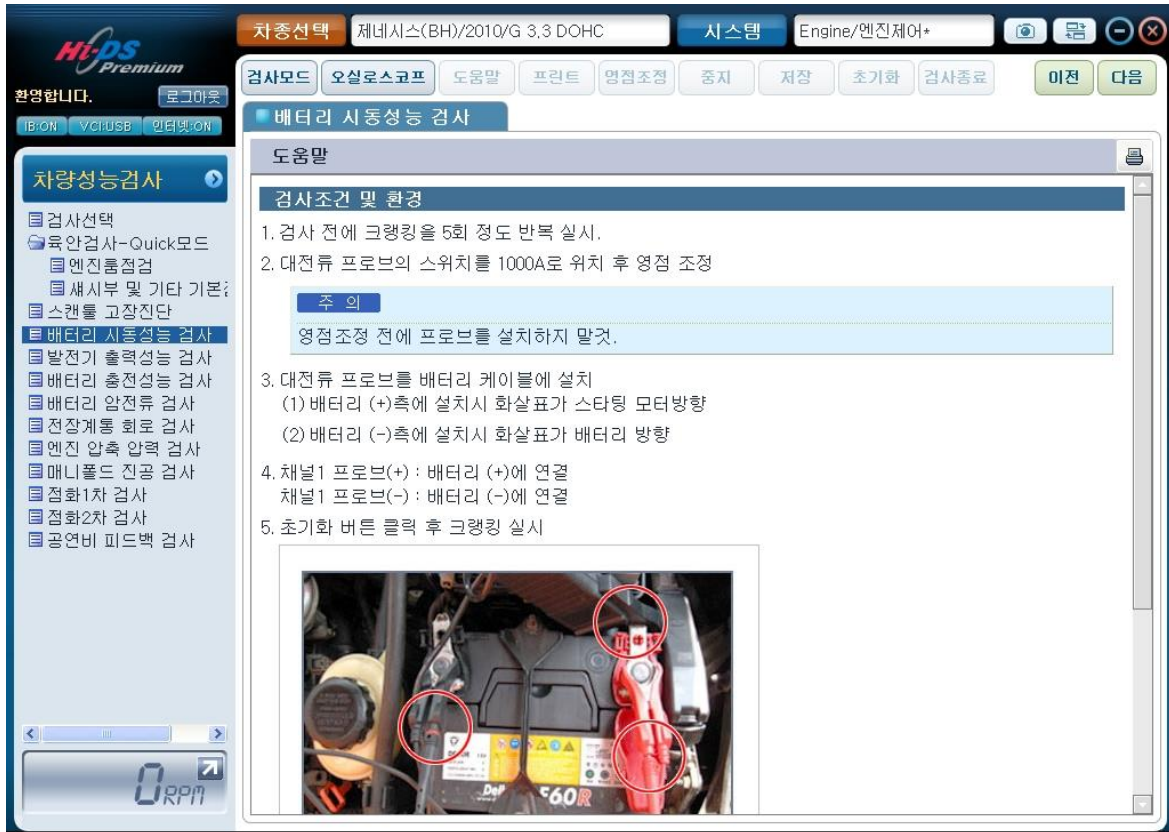 Hi-DS
Premium
차종선택
제네시스(BH)/2010/G 3,3 DOHC
시스템
Engine/엔진제어*
환영합니다.
로그아웃
IB:ON
VCI:USB
인터넷:ON
검사모드
오실로스코프
도움말
프린트
영점조정
중지
저장
초기화
검사종료
이전
다음
차량성능검사
검사선택
육안검사-Quick모드
엔진룸점검
섀시부 및 기타 기본
스캔툴 고장진단
배터리 시동성능 검사
발전기 출력성능 검사
배터리 충전성능 검사
배터리 암전류 검사
전장계통 회로 검사
엔진 압축 압력 검사
매니폴드 진공 검사
점화1차 검사
점화2차 검사
공연비 피드백 검사
0 RPM
배터리 시동성능 검사
도움말
검사조건 및 환경
1. 검사 전에 크랭킹을 5회 정도 반복 실시.
2. 대전류 프로브의 스위치를 1000A로 위치 후 영점 조정
주 의
영점조정 전에 프로브를 설치하지 말것.
3. 대전류 프로브를 배터리 케이블에 설치
(1) 배터리 (+)측에 설치시 화살표가 스타팅 모터방향
(2) 배터리 (-)측에 설치시 화살표가 배터리 방향
4. 채널1 프로브(+) : 배터리 (+)에 연결
채널1 프로브(-) : 배터리 (-)에 연결
5. 초기화 버튼 클릭 후 크랭킹 실시
F60R